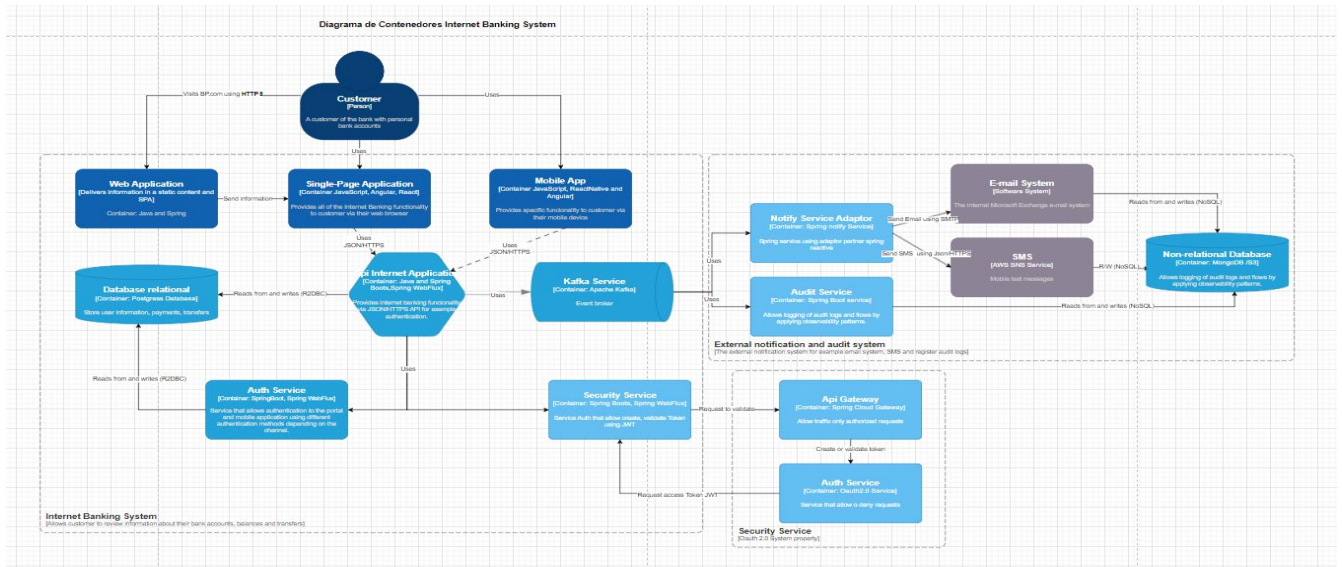 Diagrama de Contenedores Internet Banking System
Customer
[Person]
A customer of the bank with personal
bank accounts
Visits BP.com using HTTP
Uses
Uses
Web Application
[Delivers information in a static content and
SPA]
Container: Java and Spring
Send information
Single-Page Application
[Container JavaScript, Angular, React]
Provides all of the Internet Banking functionality
to customer via their web browser
Mobile App
[Container JavaScript, ReactNative and
Angular]
Provides specific functionality to customer via
their mobile device
Uses
JSON/HTTPS
Uses
JSON/HTTPS
Database relational
[Container: Postgress Database]
Store user information, payments, transfers
Reads from and writes (R2DBC)
pi Internet Application
[Container: Java and Spring
Boots,Spring WebFlux]
Provides Internet banking functionality
via JSON/HTTPS API for example
authentication.
Uses
Kafka Service
[Container: Apache Kafka]
Event broker
Uses
Uses
Notify Service Adaptor
[Container: Spring notify Service]
Spring service using adaptor partner spring
reactive
Send Email using SMTP
Send SMS using Json/HTTPS
E-mail System
[Software System]
The Internal Microsoft Exchange e-mail system
Reads from and writes (NoSQL)
SMS
[AWS SNS Service]
Mobile text messages
R/W (NoSQL)
Non-relational Database
[Container: MongoDB /S3]
Allows logging of audit logs and flows by
applying observability patterns.
Audit Service
[Container: Spring Boot service]
Allows logging of audit logs and flows by
applying observability patterns.
Reads from and writes (NoSQL)
External notification and audit system
[The external notification system for example email system, SMS and register audit logs]
Uses
Reads from and writes (R2DBC)
Auth Service
[Container: SpringBoot, Spring WebFlux]
Service that allows authentication to the portal
and mobile application using different
authentication methods depending on the
channel.
Security Service
[Container: Spring Boots, Spring WebFlux]
Service Auth that allow create, validate Token
using JWT
Request to validate
Api Gateway
[Container: Spring Cloud Gateway]
Allow traffic only authorized requests
Create or validate token
Auth Service
[Container: Oauth2.0 Service]
Service that allow o deny requests
Request access Token JWT
Internet Banking System
[Allows customer to review information about their bank accounts, balances and transfers]
Security Service
[Oauth 2.0 System property]